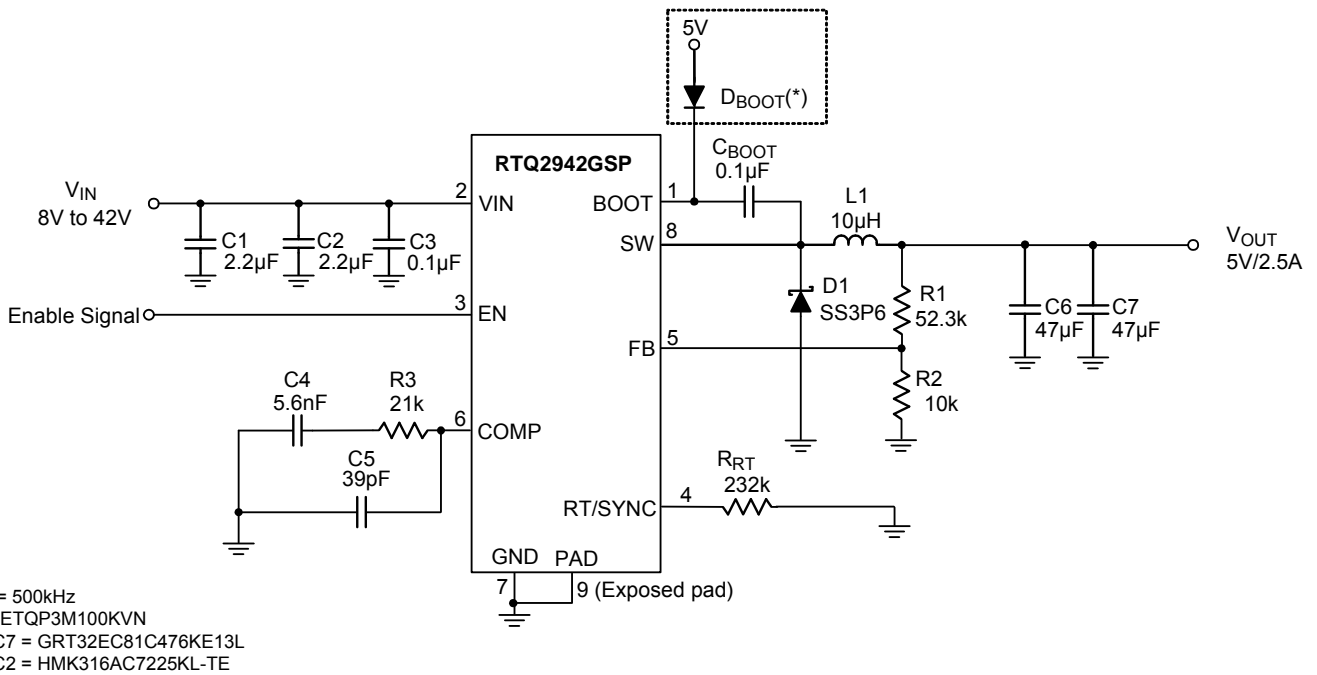 5V
DBOOT(*)
RTQ2942GSP
CBOOT
0.1µF
VIN
8V to 42V
2
VIN
BOOT
1
L1
10µH
SW
8
VOUT
5V/2.5A
C1
2.2µF
C2
2.2µF
C3
0.1µF
D1
SS3P6
R1
52.3k
C6
47µF
C7
47µF
Enable Signal
3
EN
FB
5
R2
10k
C4
5.6nF
R3
21k
6
COMP
C5
39pF
RRT
232k
RT/SYNC
4
GND
PAD
7
9 (Exposed pad)
= 500kHz
ETQP3M100KVN
C7 = GRT32EC81C476KE13L
C2 = HMK316AC7225KL-TE